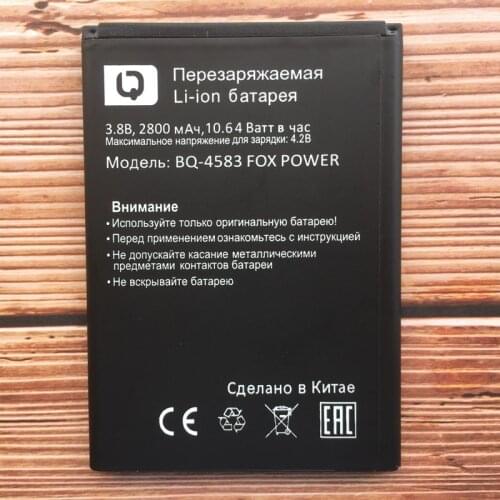 BQ
Перезаряжаемая
Li-ion батарея
3.8В, 2800 мАч,10.64 Ватт в час
Максимальное напряжение для зарядки: 4.2В
Модель: BQ-4583 FOX POWER
Внимание
•Используйте только оригинальную батарею!
•Перед применением ознакомьтесь с инструкцией
•Не допускайте касание металлическими
предметами контактов батареи
•Не вскрывайте батарею
Сделано в Китае
CE
EAC